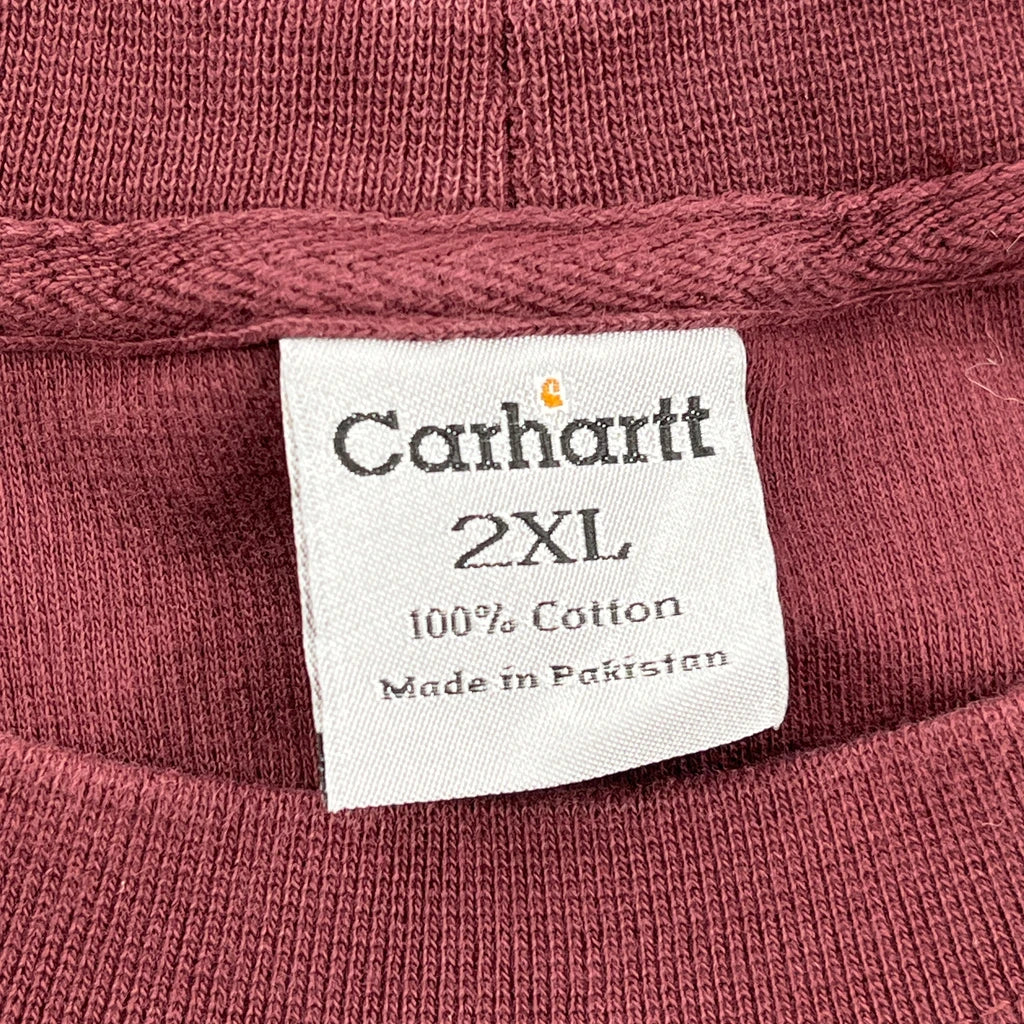 Carhartt
2XL
100% Cotton
Made in Pakistan